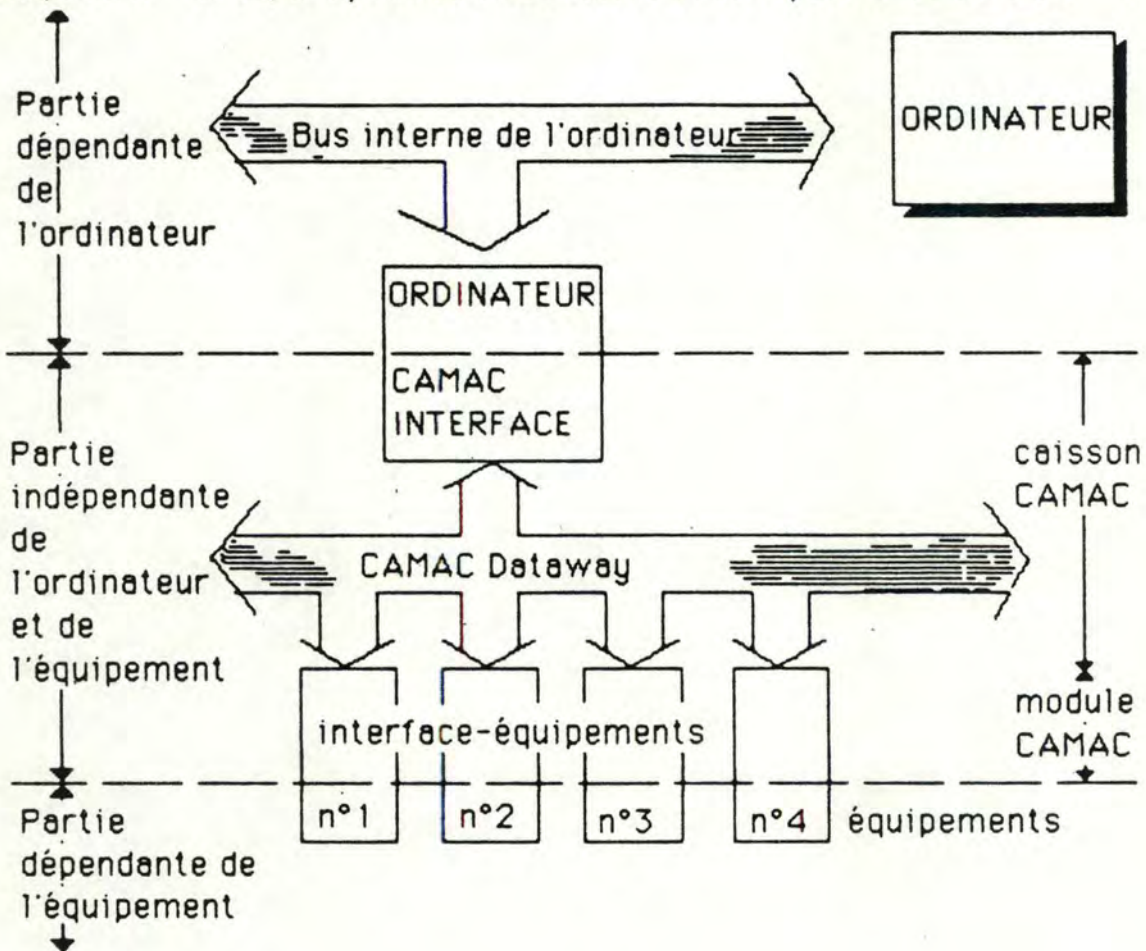 Partie
dépendante
de
l'ordinateur
Bus interne de l'ordinateur
ORDINATEUR
ORDINATEUR
CAMAC
INTERFACE
Partie
indépendante
de
l'ordinateur
et de
l'équipement
CAMAC Dataway
caisson
CAMAC
interface-équipements
module
CAMAC
n°1
n°2
n°3
n°4
équipements
Partie
dépendante de
l'équipement